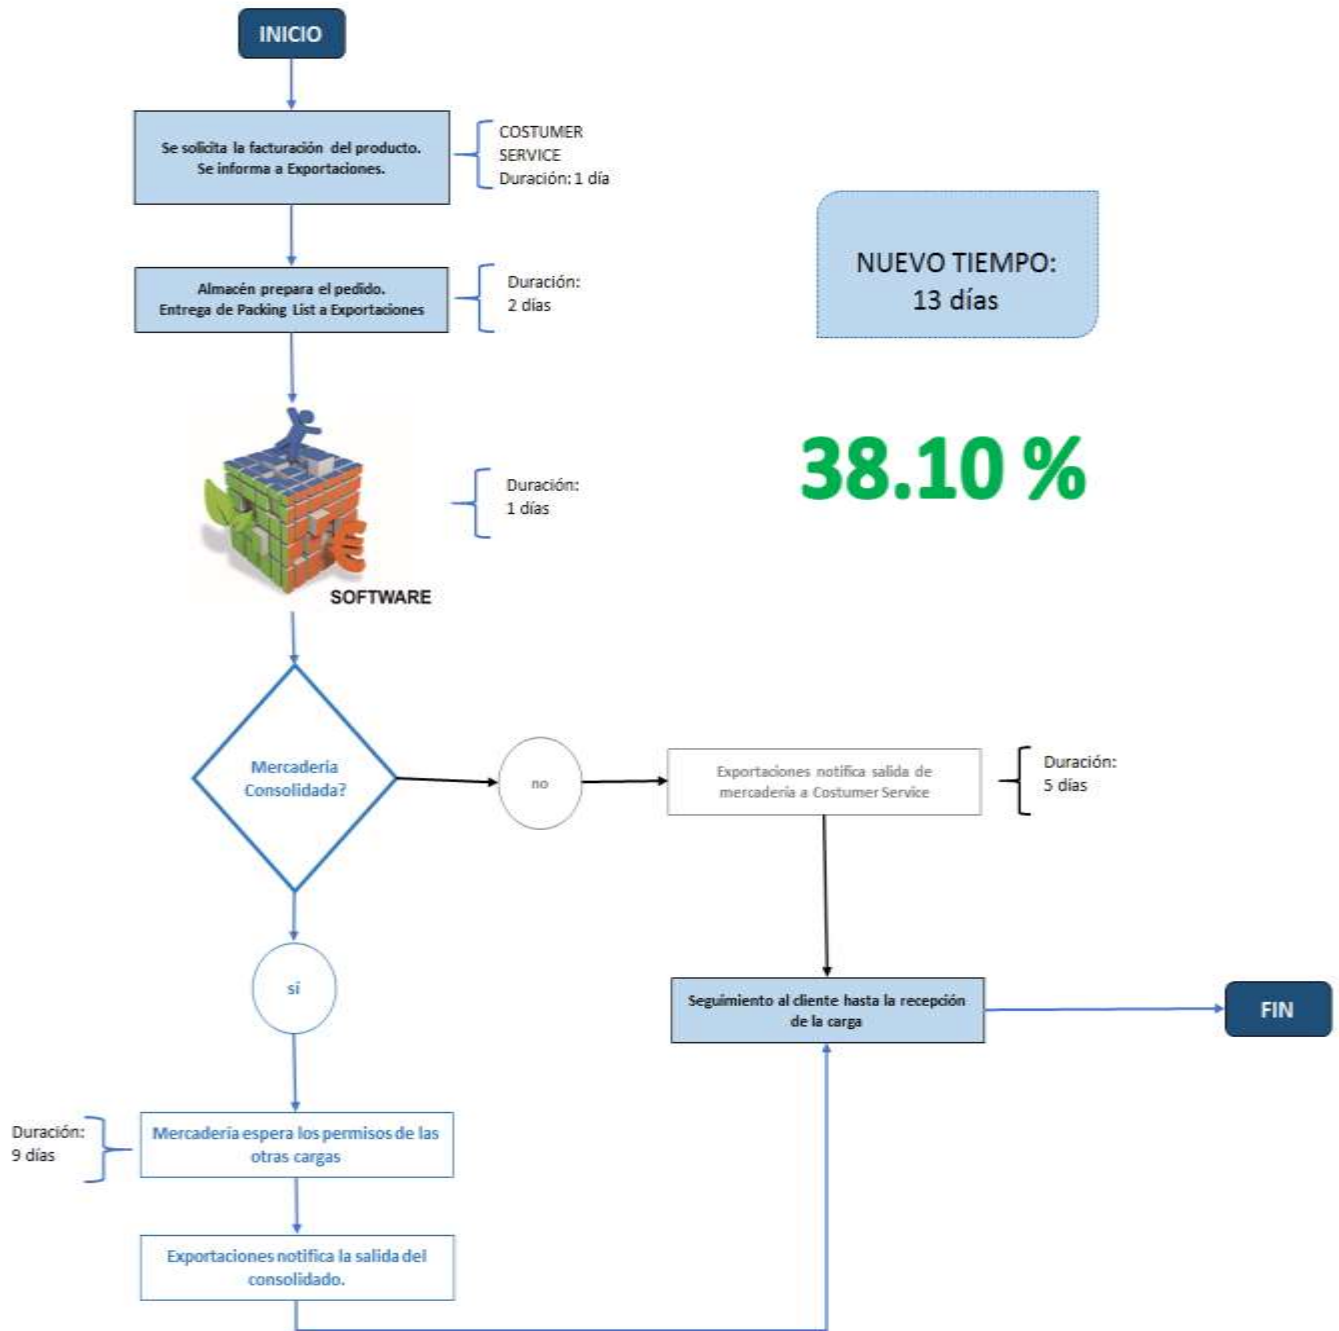 INICIO
Se solicita la facturación del producto.
Se informa a Exportaciones.
COSTUMER
SERVICE
Duración: 1 día
Almacén prepara el pedido.
Entrega de Packing List a Exportaciones
Duración:
2 días
NUEVO TIEMPO:
13 días
38.10 %
Duración:
1 días
SOFTWARE
Mercadería
Consolidada?
no
Exportaciones notifica salida de
mercadería a Costumer Service
Duración:
5 días
sí
Seguimiento al cliente hasta la recepción
de la carga
FIN
Duración:
9 días
Mercadería espera los permisos de las
otras cargas
Exportaciones notifica la salida del
consolidado.